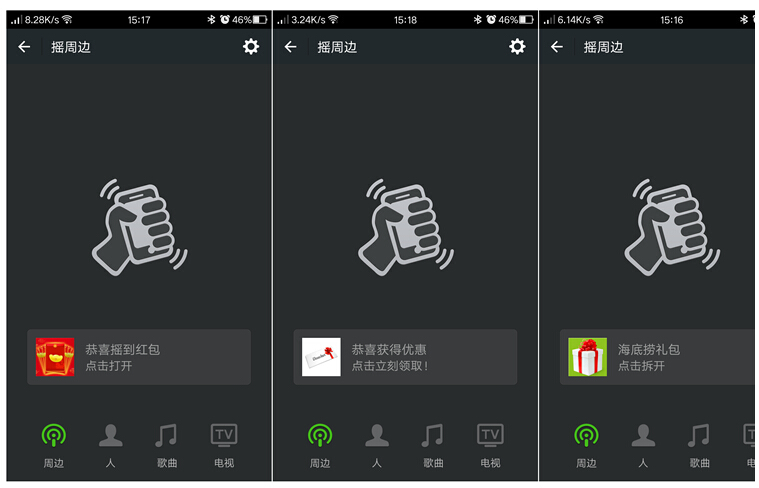 8.28K/s 15:17 46%
摇周边
恭喜摇到红包
点击打开
TV
周边 人 歌曲 电视
3.24K/s 15:18 46%
摇周边
恭喜获得优惠
点击立刻领取!
TV
周边 人 歌曲 电视
6.14K/s 15:16
摇周边
海底捞礼包
点击拆开
周边 人 歌曲